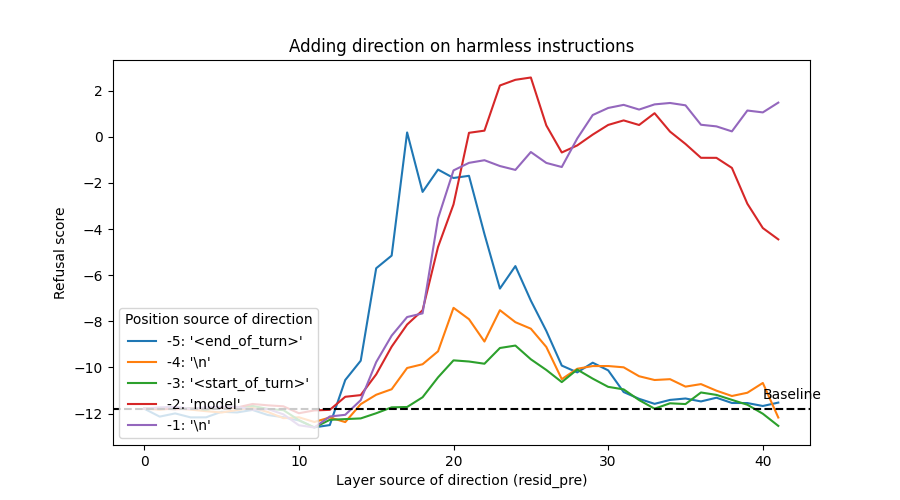 Adding direction on harmless instructions
Refusal score
2
0
−2
−4
−6
−8
−10
−12
Baseline
Position source of direction
-5: '<end_of_turn>'
-4: '\n'
-3: '<start_of_turn>'
-2: 'model'
-1: '\n'
0
10
20
30
40
Layer source of direction (resid_pre)